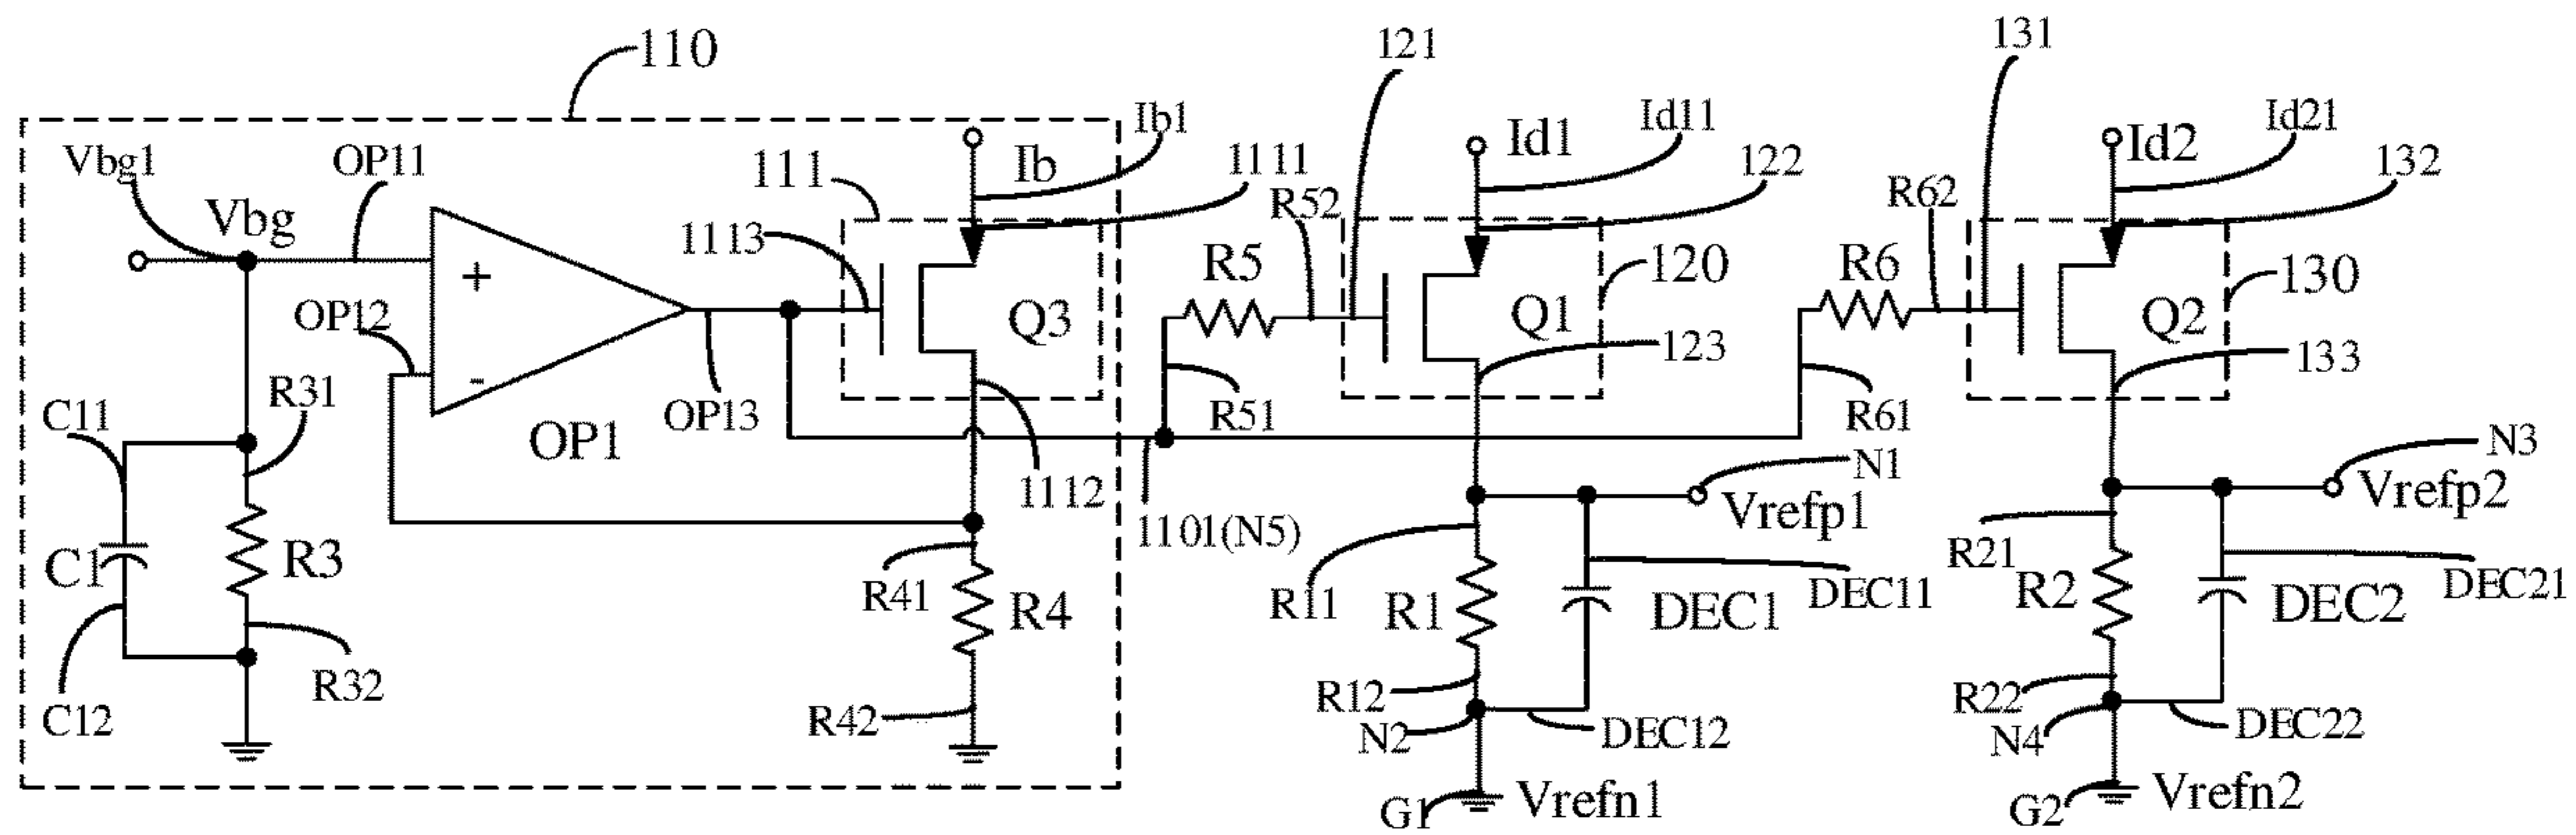 110
121
131
Vbg1
OP11
Ib1
Ib
111
1111
Id1
Id11
122
Id2
Id21
132
Vbg
1113
R52
R62
+
R5
120
R6
130
OP12
Q3
Q1
Q2
-
R31
OP13
R51
123
R61
133
C11
OP1
1112
N1
N3
1101(N5)
Vrefp1
Vrefp2
C1
R3
R41
R4
R11
R1
DEC1
DEC11
R21
R2
DEC2
DEC21
C12
R32
R42
R12
N2
DEC12
R22
N4
DEC22
G1
Vrefn1
G2
Vrefn2